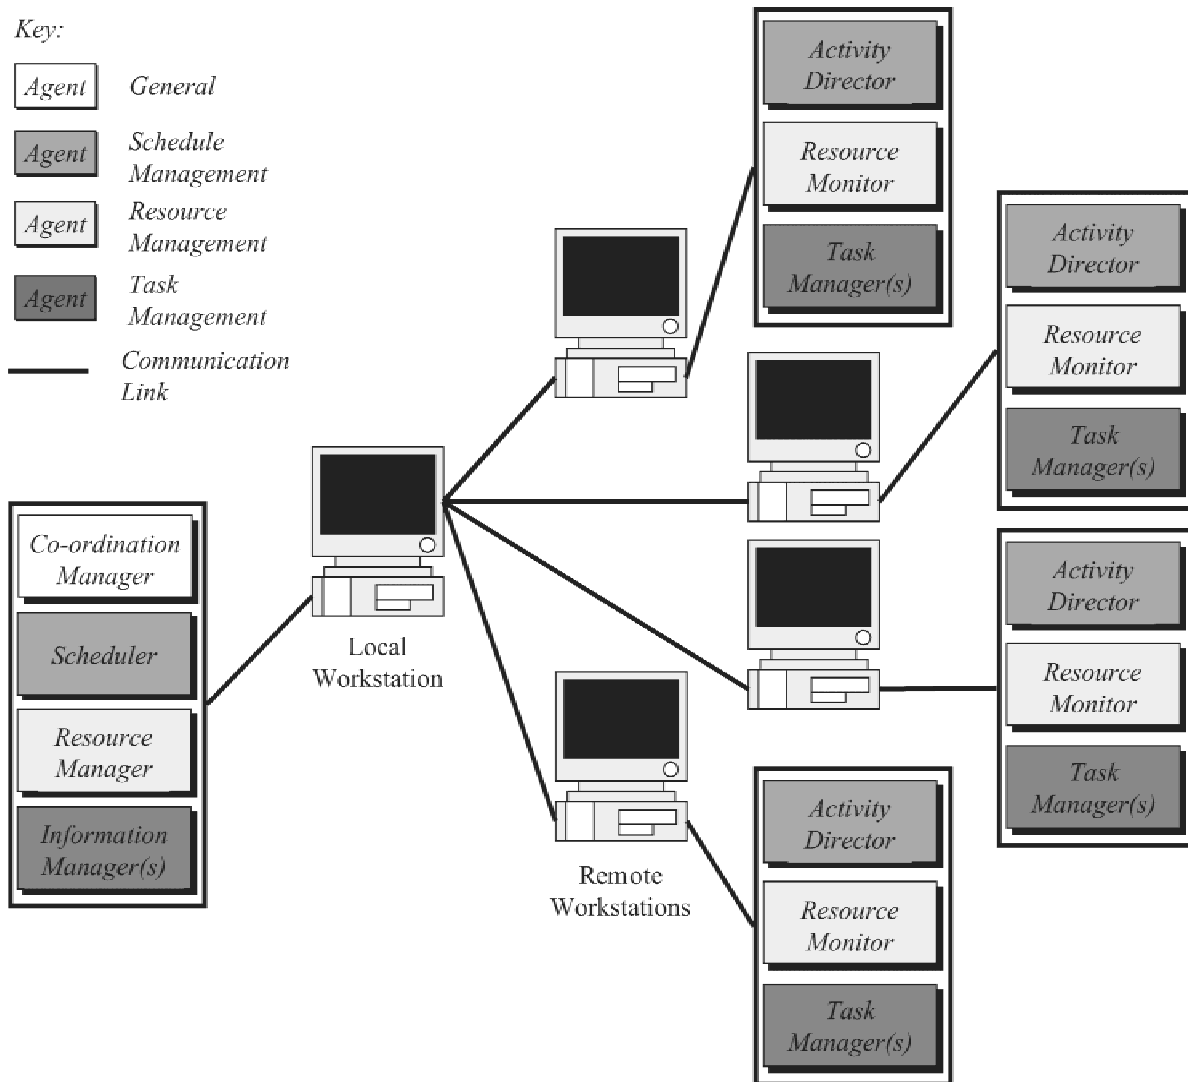 Key:
Agent
General
Agent
Schedule
Management
Agent
Resource
Management
Agent
Task
Management
Communication
Link
Co-ordination
Manager
Scheduler
Resource
Manager
Information
Manager(s)
Local
Workstation
Remote
Workstations
Activity
Director
Resource
Monitor
Task
Manager(s)
Activity
Director
Resource
Monitor
Task
Manager(s)
Activity
Director
Resource
Monitor
Task
Manager(s)
Activity
Director
Resource
Monitor
Task
Manager(s)